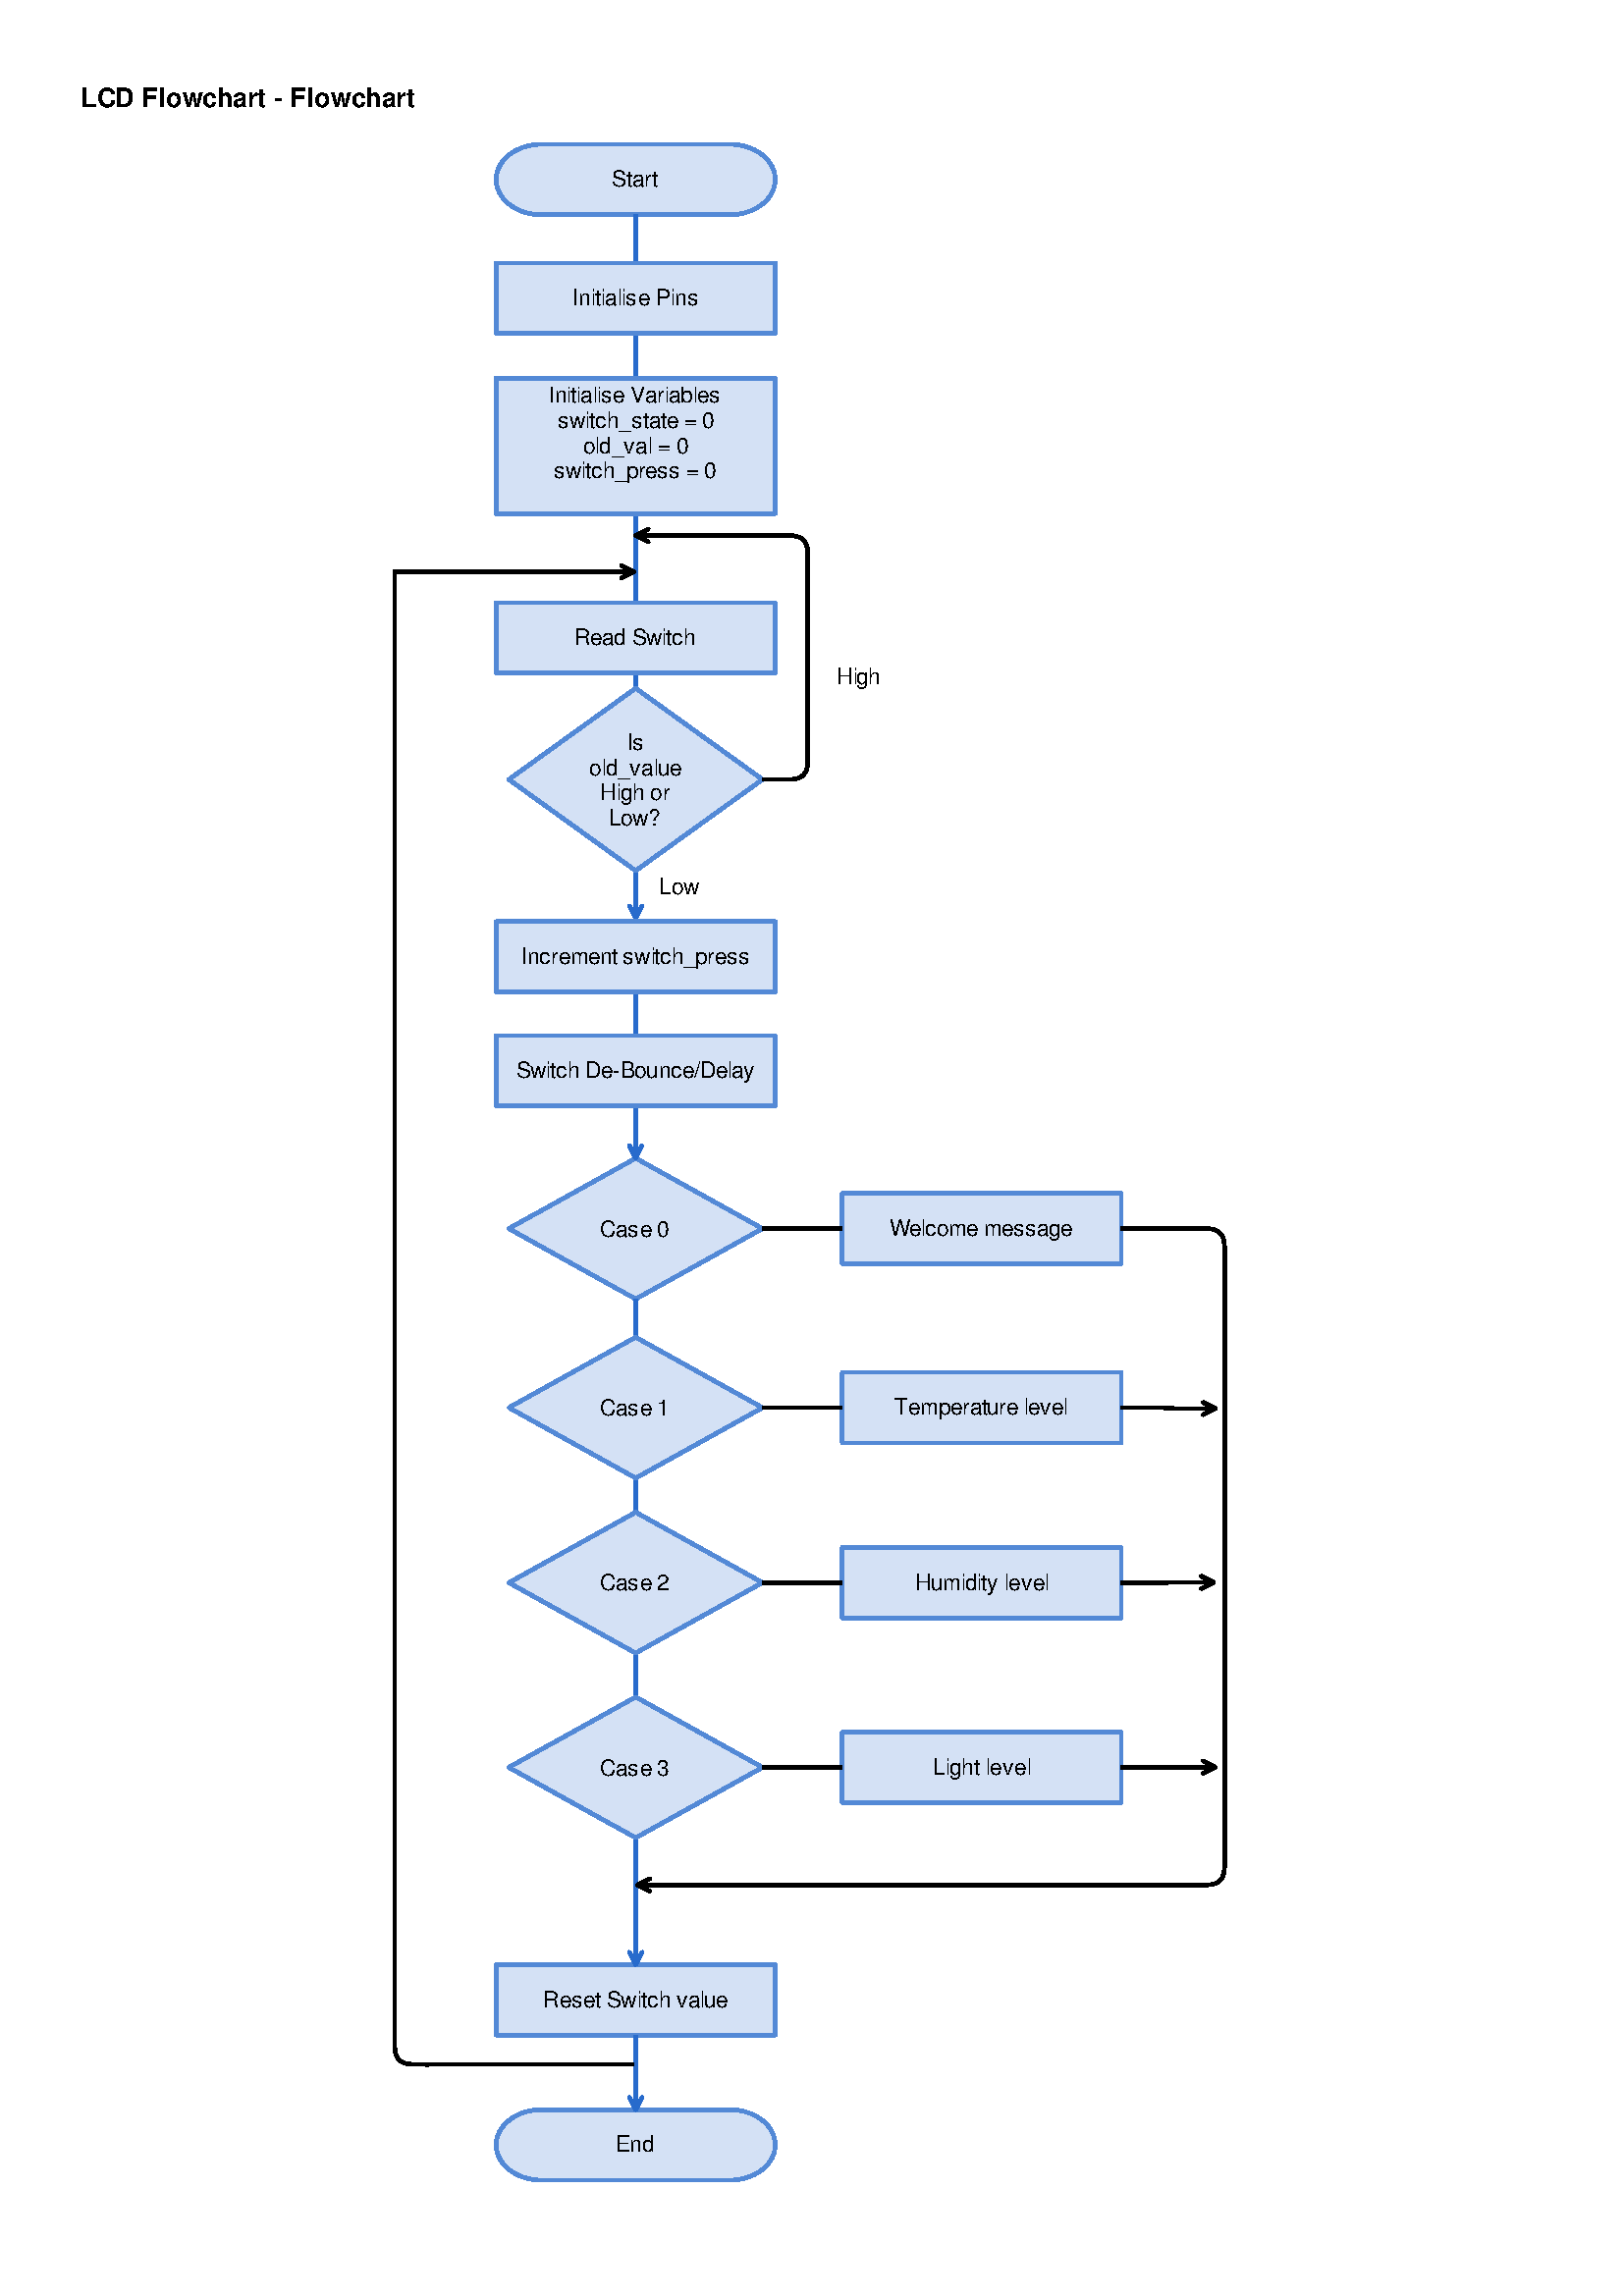 LCD Flowchart - Flowchart
Start
Initialise Pins
Initialise Variables
switch_state = 0
old_val = 0
switch_press = 0
Read Switch
High
Is
old_value
High or
Low?
Low
Increment switch_press
Switch De-Bounce/Delay
Case 0
Welcome message
Case 1
Temperature level
Case 2
Humidity level
Case 3
Light level
Reset Switch value
End